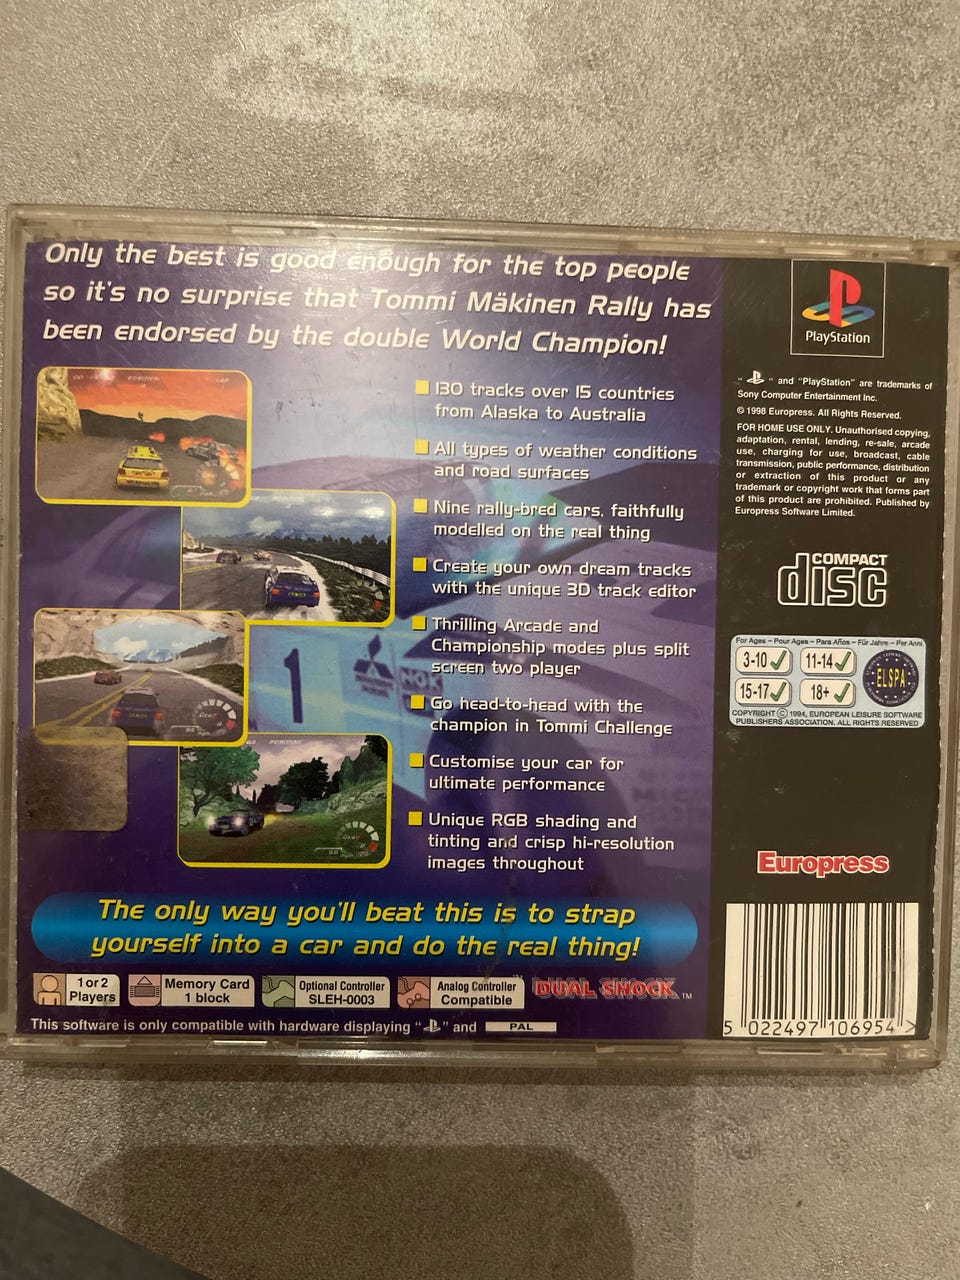 Only the best is good enough for the top people
so it's no surprise that Tommi Mäkinen Rally has
been endorsed by the double World Champion!
130 tracks over 15 countries
from Alaska to Australia
All types of weather conditions
and road surfaces
Nine rally-bred cars, faithfully
modelled on the real thing
Create your own dream tracks
with the unique 3D track editor
Thrilling Arcade and
Championship modes plus split
screen two player
Go head-to-head with the
champion in Tommi Challenge
Customise your car for
ultimate performance
Unique RGB shading and
tinting and crisp hi-resolution
images throughout
POSITION
LAP
1
The only way you'll beat this is to strap
yourself into a car and do the real thing!
1 or 2
Players
Memory Card
1 block
Optional Controller
SLEH-0003
Analog Controller
Compatible
DUAL SHOCK™
This software is only compatible with hardware displaying " " and PAL
PlayStation
" " and "PlayStation" are trademarks of
Sony Computer Entertainment Inc.
© 1998 Europress. All Rights Reserved.
FOR HOME USE ONLY. Unauthorised copying,
adaptation, rental, lending, re-sale, arcade
use, charging for use, broadcast, cable
transmission, public performance, distribution
or extraction of this product or any
trademark or copyright work that forms part
of this product are prohibited. Published by
Europress Software Limited.
COMPACT
disc
For Ages – Pour Ages – Para Años – Für Jahre – Per Anni
3-10 11-14
15-17 18+
ELSPA
COPYRIGHT © 1994, EUROPEAN LEISURE SOFTWARE
PUBLISHERS ASSOCIATION. ALL RIGHTS RESERVED
Europress
5 022497 106954 >